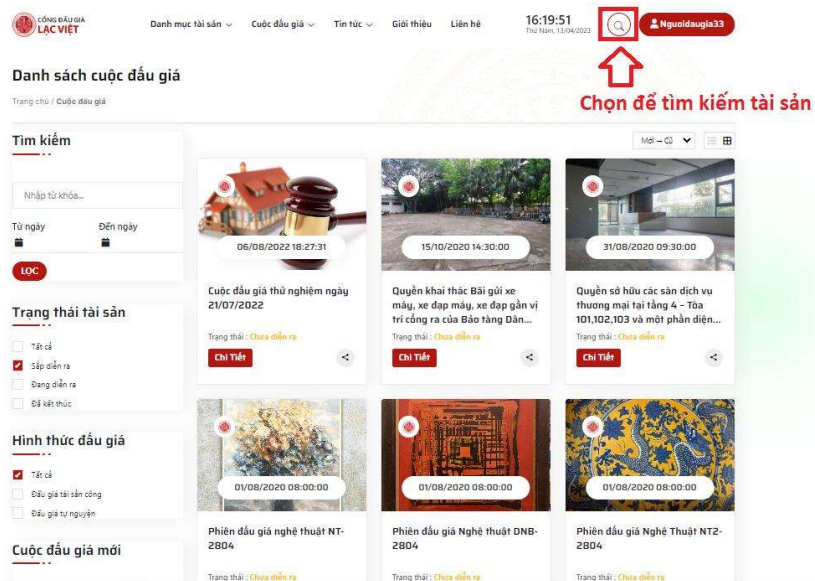 CỔNG ĐẤU GIÁ
LẠC VIỆT
Danh mục tài sản
Cuộc đấu giá
Tin tức
Giới thiệu
Liên hệ
16:19:51
Thứ Năm, 13/04/2023
Nguoidaugia33
Danh sách cuộc đấu giá
Trang chủ / Cuộc đấu giá
Chọn để tìm kiếm tài sản
Tìm kiếm
Nhập từ khóa...
Từ ngày
Đến ngày
LỌC
Trạng thái tài sản
Tất cả
Sắp diễn ra
Đang diễn ra
Đã kết thúc
Hình thức đấu giá
Tất cả
Đấu giá tài sản công
Đấu giá tự nguyện
Cuộc đấu giá mới
Mới → Cũ
06/08/2022 18:27:31
Cuộc đấu giá thử nghiệm ngày
21/07/2022
Trạng thái : Chưa diễn ra
Chi Tiết
15/10/2020 14:30:00
Quyền khai thác Bãi gửi xe
máy, xe đạp máy, xe đạp gần vị
trí cổng ra của Bảo tàng Dân...
Trạng thái : Chưa diễn ra
Chi Tiết
31/08/2020 09:30:00
Quyền sở hữu các sàn dịch vụ
thương mại tại tầng 4 - Tòa
101,102,103 và một phần diện...
Trạng thái : Chưa diễn ra
Chi Tiết
01/08/2020 08:00:00
Phiên đấu giá nghệ thuật NT-
2804
Trạng thái : Chưa diễn ra
01/08/2020 08:00:00
Phiên đấu giá Nghệ thuật DNB-
2804
Trạng thái : Chưa diễn ra
01/08/2020 08:00:00
Phiên đấu giá Nghệ Thuật NT2-
2804
Trạng thái : Chưa diễn ra